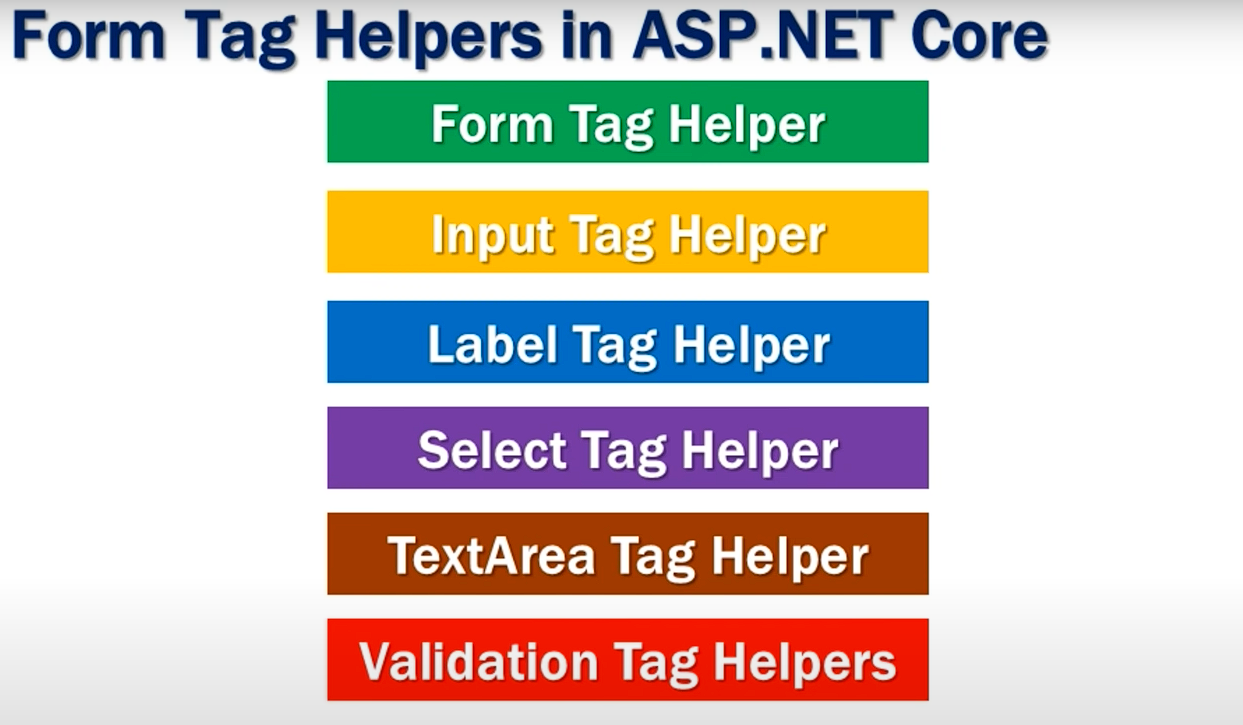 Form Tag Helpers in ASP.NET Core
Form Tag Helper
Input Tag Helper
Label Tag Helper
Select Tag Helper
TextArea Tag Helper
Validation Tag Helpers